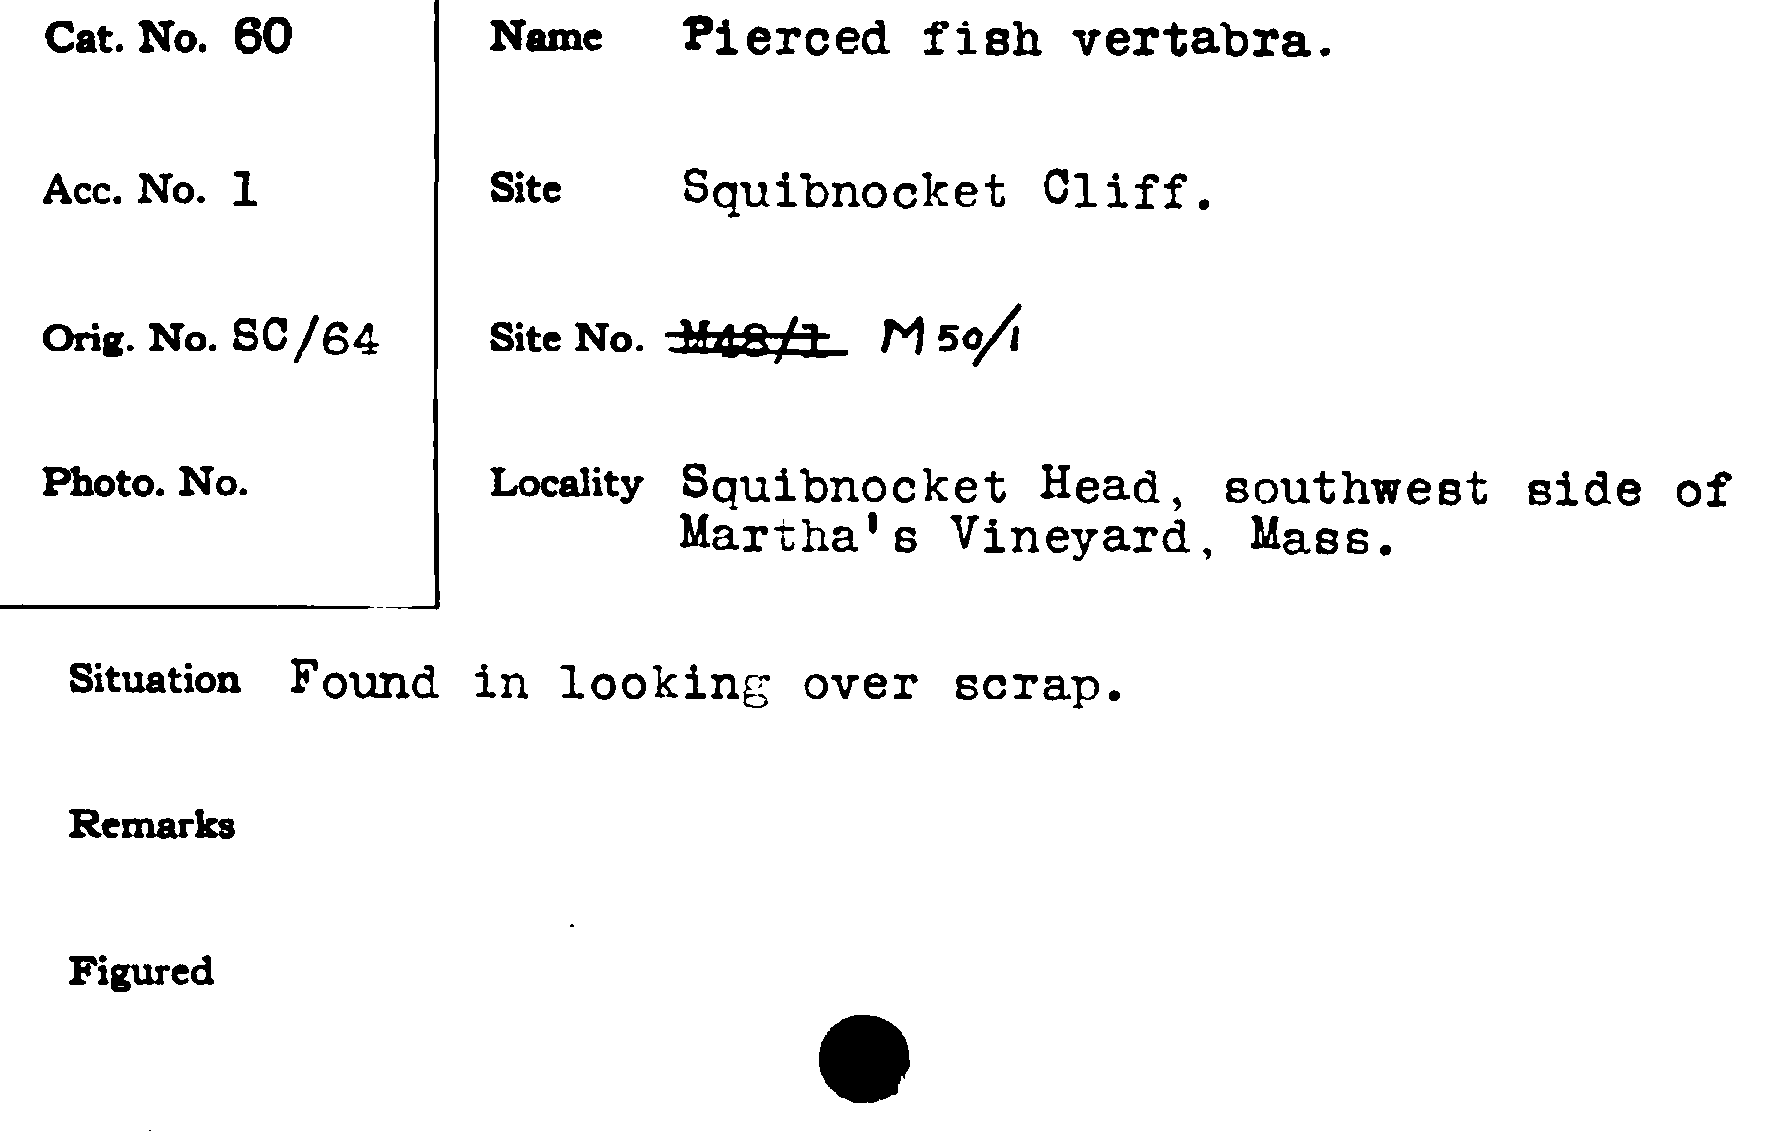 Cat. No. 60
Name Pierced fish vertabra.
Acc. No. 1
Site Squibnocket Cliff.
Orig. No. SC/64
Site No. M48/1 M 50/1
Photo. No.
Locality Squibnocket Head, southwest side of
Martha's Vineyard, Mass.
Situation Found in looking over scrap.
Remarks
Figured